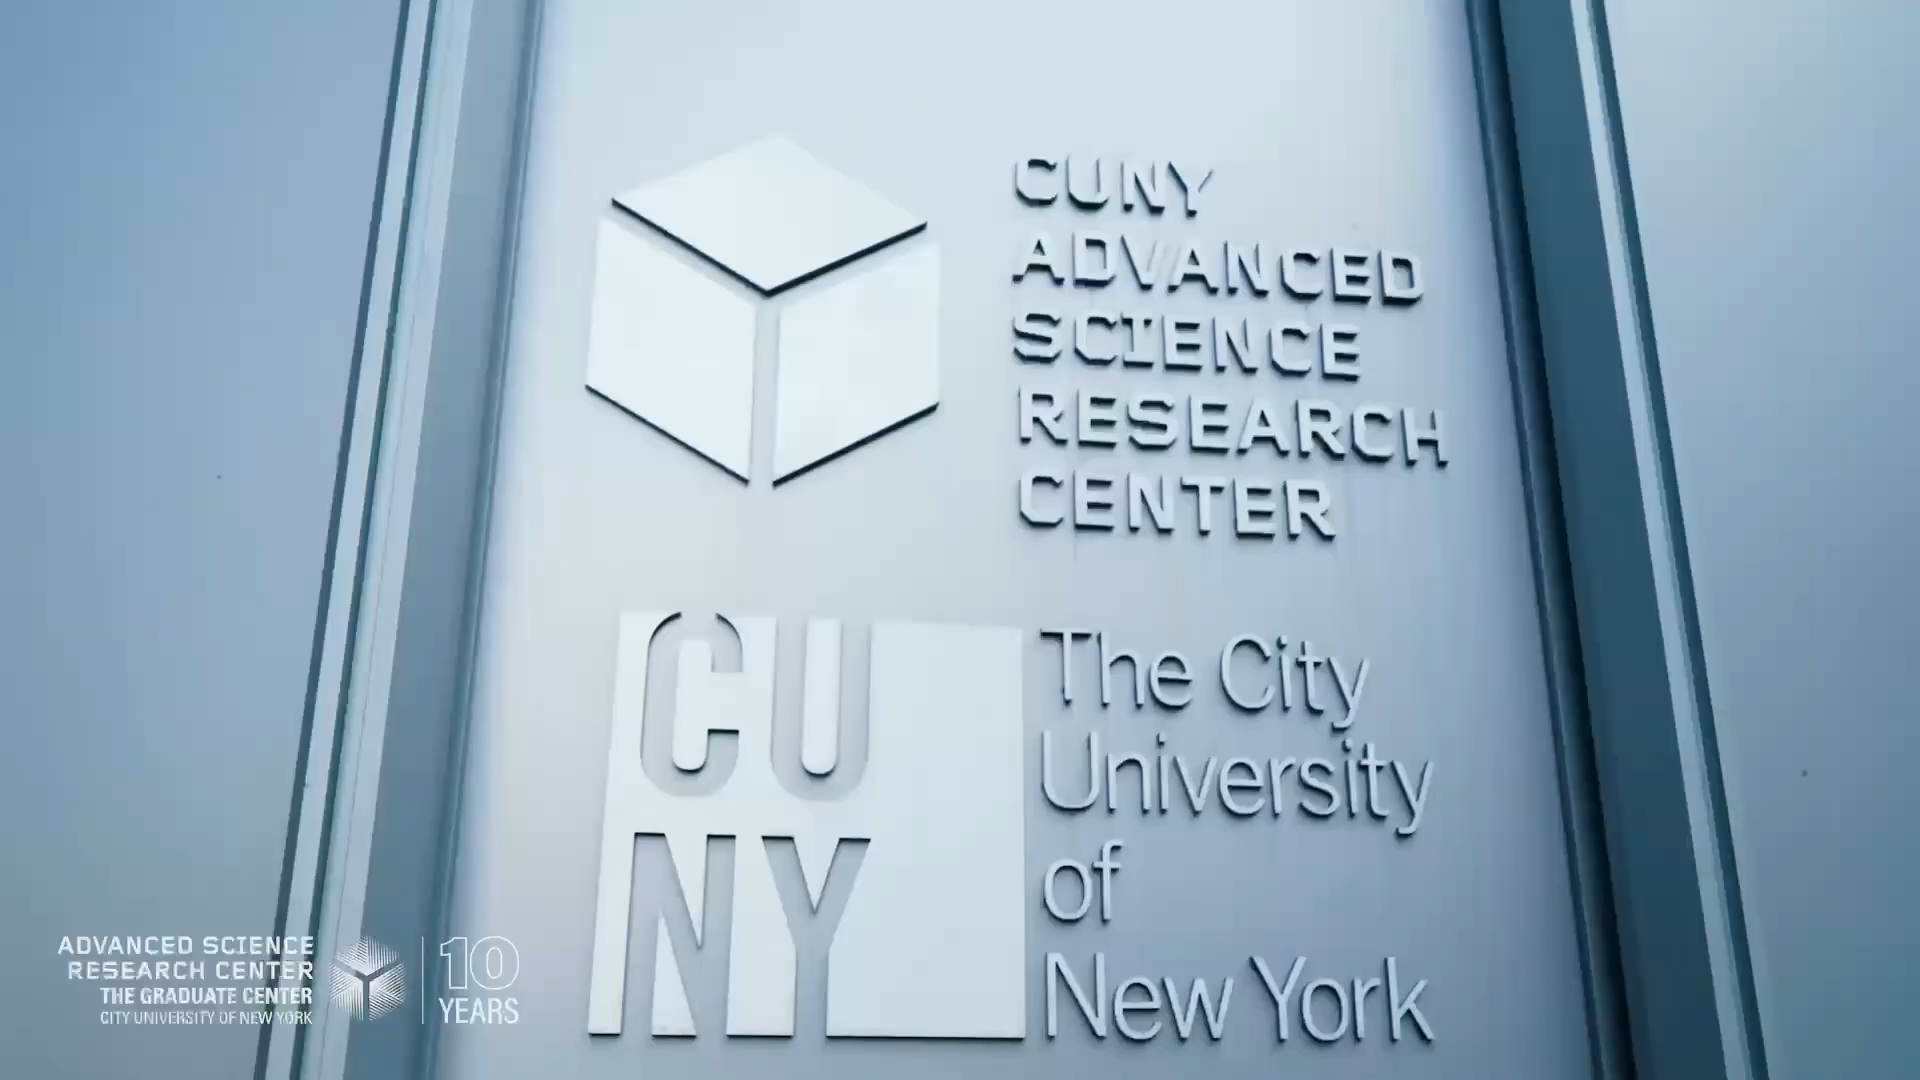 CUNY
ADVANCED
SCIENCE
RESEARCH
CENTER
CU
NY
The City
University
of
New York
ADVANCED SCIENCE
RESEARCH CENTER
THE GRADUATE CENTER
CITY UNIVERSITY OF NEW YORK
10
YEARS